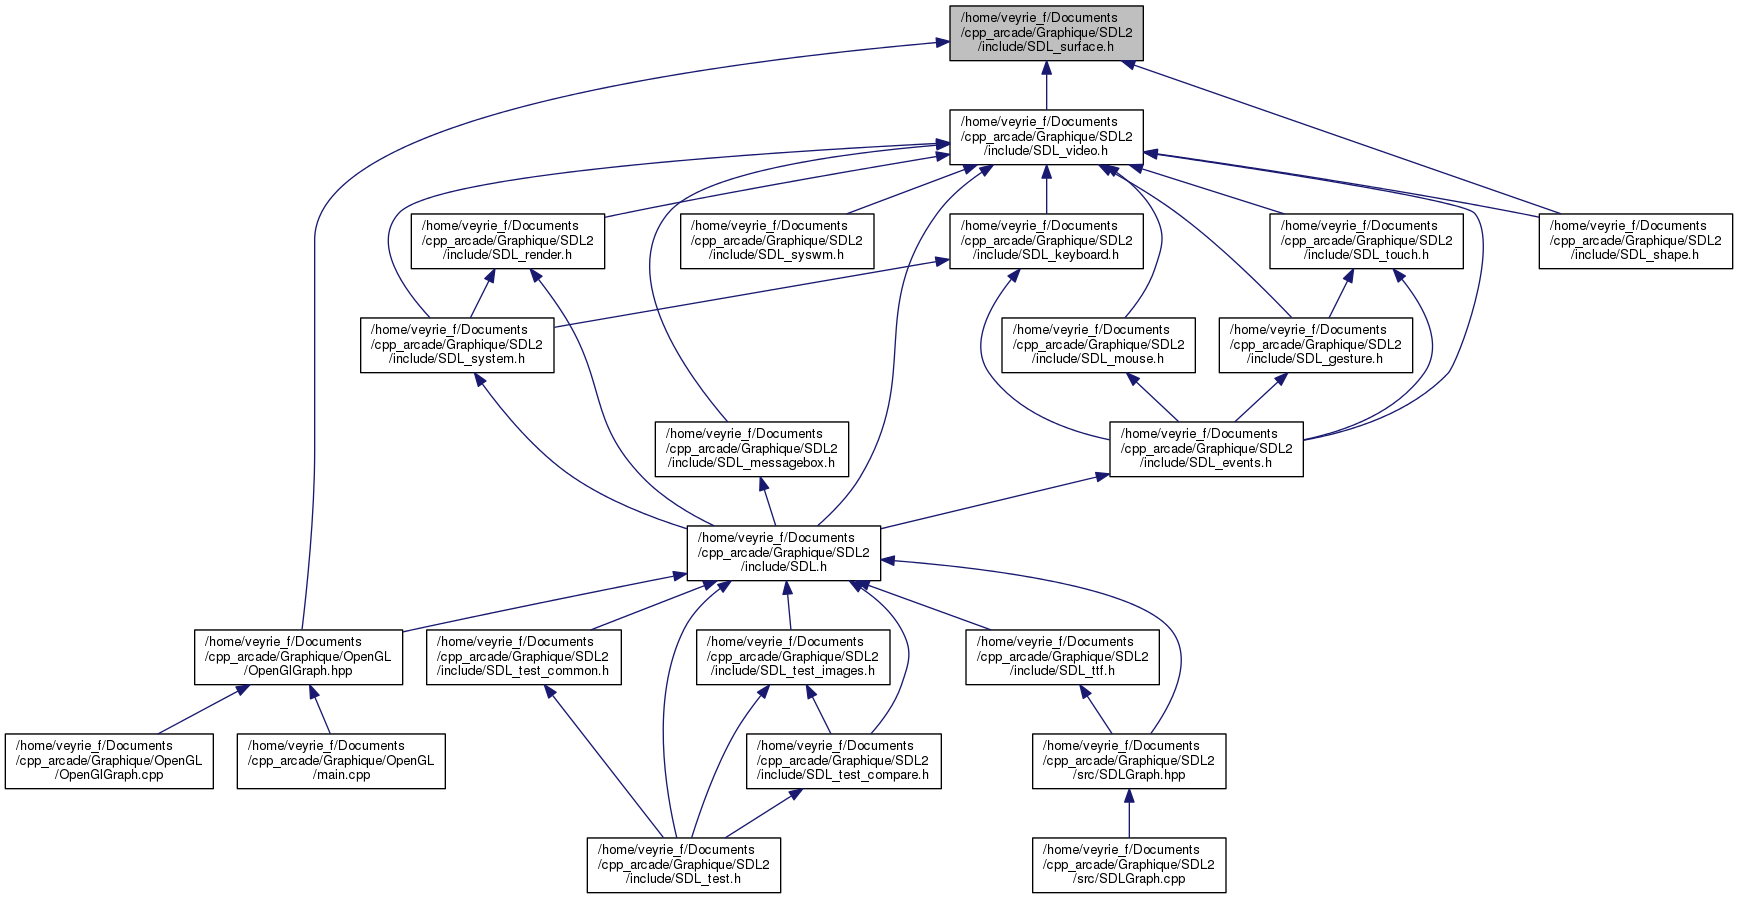 /home/veyrie_f/Documents
/cpp_arcade/Graphique/SDL2
/include/SDL_surface.h
/home/veyrie_f/Documents
/cpp_arcade/Graphique/SDL2
/include/SDL_video.h
/home/veyrie_f/Documents
/cpp_arcade/Graphique/SDL2
/include/SDL_render.h
/home/veyrie_f/Documents
/cpp_arcade/Graphique/SDL2
/include/SDL_syswm.h
/home/veyrie_f/Documents
/cpp_arcade/Graphique/SDL2
/include/SDL_keyboard.h
/home/veyrie_f/Documents
/cpp_arcade/Graphique/SDL2
/include/SDL_touch.h
/home/veyrie_f/Documents
/cpp_arcade/Graphique/SDL2
/include/SDL_shape.h
/home/veyrie_f/Documents
/cpp_arcade/Graphique/SDL2
/include/SDL_system.h
/home/veyrie_f/Documents
/cpp_arcade/Graphique/SDL2
/include/SDL_mouse.h
/home/veyrie_f/Documents
/cpp_arcade/Graphique/SDL2
/include/SDL_gesture.h
/home/veyrie_f/Documents
/cpp_arcade/Graphique/SDL2
/include/SDL_messagebox.h
/home/veyrie_f/Documents
/cpp_arcade/Graphique/SDL2
/include/SDL_events.h
/home/veyrie_f/Documents
/cpp_arcade/Graphique/SDL2
/include/SDL.h
/home/veyrie_f/Documents
/cpp_arcade/Graphique/OpenGL
/OpenGlGraph.hpp
/home/veyrie_f/Documents
/cpp_arcade/Graphique/SDL2
/include/SDL_test_common.h
/home/veyrie_f/Documents
/cpp_arcade/Graphique/SDL2
/include/SDL_test_images.h
/home/veyrie_f/Documents
/cpp_arcade/Graphique/SDL2
/include/SDL_ttf.h
/home/veyrie_f/Documents
/cpp_arcade/Graphique/OpenGL
/OpenGlGraph.cpp
/home/veyrie_f/Documents
/cpp_arcade/Graphique/OpenGL
/main.cpp
/home/veyrie_f/Documents
/cpp_arcade/Graphique/SDL2
/include/SDL_test_compare.h
/home/veyrie_f/Documents
/cpp_arcade/Graphique/SDL2
/src/SDLGraph.hpp
/home/veyrie_f/Documents
/cpp_arcade/Graphique/SDL2
/include/SDL_test.h
/home/veyrie_f/Documents
/cpp_arcade/Graphique/SDL2
/src/SDLGraph.cpp